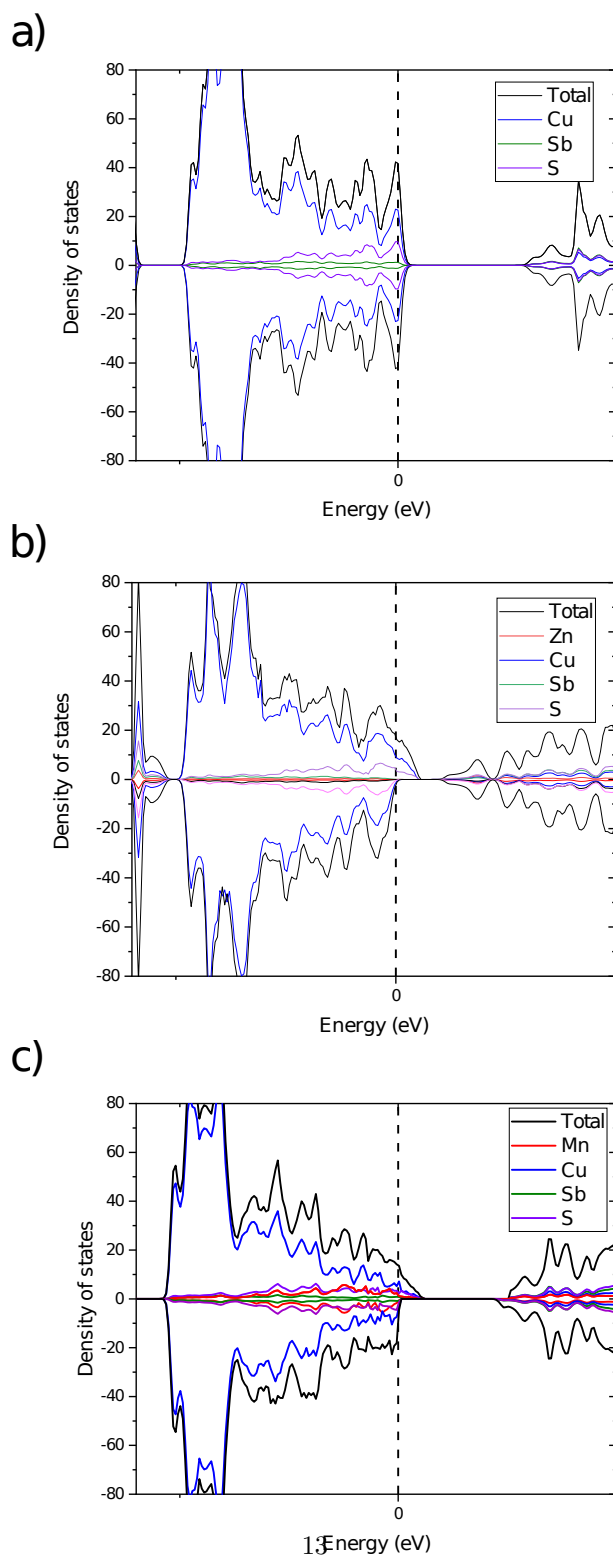 a)
80
60
40
20
0
-20
-40
-60
-80
Density of states
Total
Cu
Sb
S
0
Energy (eV)
b)
80
60
40
20
0
-20
-40
-60
-80
Density of states
Total
Zn
Cu
Sb
S
0
Energy (eV)
c)
80
60
40
20
0
-20
-40
-60
-80
Density of states
Total
Mn
Cu
Sb
S
0
Energy (eV)
13